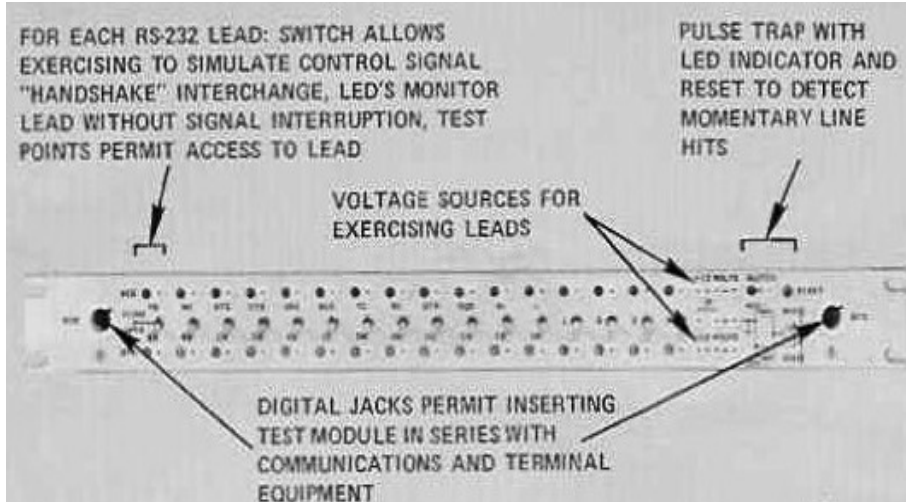 FOR EACH RS-232 LEAD: SWITCH ALLOWS
EXERCISING TO SIMULATE CONTROL SIGNAL
"HANDSHAKE" INTERCHANGE, LED'S MONITOR
LEAD WITHOUT SIGNAL INTERRUPTION, TEST
POINTS PERMIT ACCESS TO LEAD
PULSE TRAP WITH
LED INDICATOR AND
RESET TO DETECT
MOMENTARY LINE
HITS
VOLTAGE SOURCES FOR
EXERCISING LEADS
DIGITAL JACKS PERMIT INSERTING
TEST MODULE IN SERIES WITH
COMMUNICATIONS AND TERMINAL
EQUIPMENT